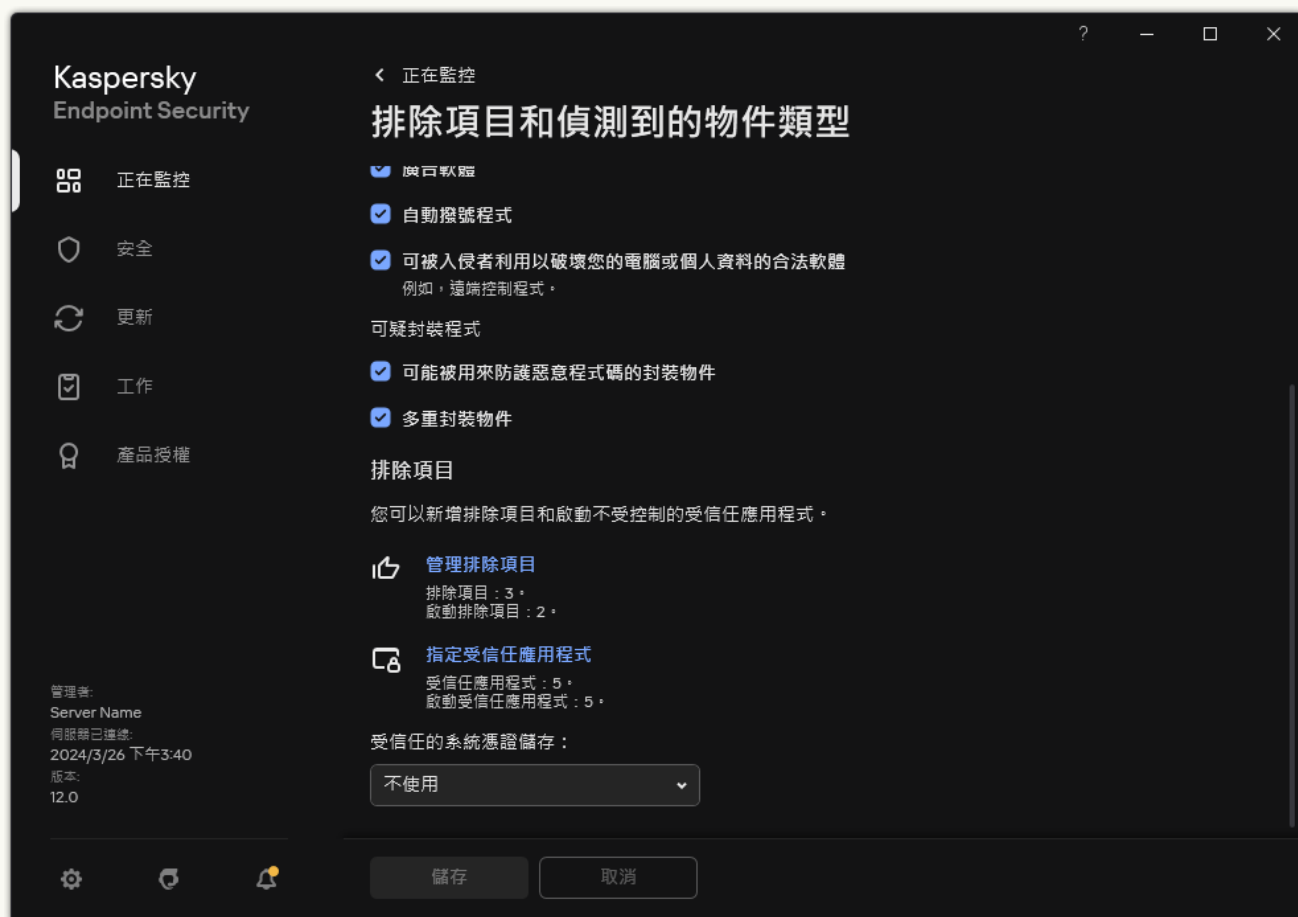 ?
Kaspersky
Endpoint Security
正在監控
安全
更新
工作
產品授權
管理者:
Server Name
伺服器已連線:
2024/3/26 下午3:40
版本:
12.0
正在監控
排除項目和偵測到的物件類型
廣告軟體
自動撥號程式
可被入侵者利用以破壞您的電腦或個人資料的合法軟體
例如，遠端控制程式。
可疑封裝程式
可能被用來防護惡意程式碼的封裝物件
多重封裝物件
排除項目
您可以新增排除項目和啟動不受控制的受信任應用程式。
管理排除項目
排除項目：3。
啟動排除項目：2。
指定受信任應用程式
受信任應用程式：5。
啟動受信任應用程式：5。
受信任的系統憑證儲存：
不使用
儲存
取消